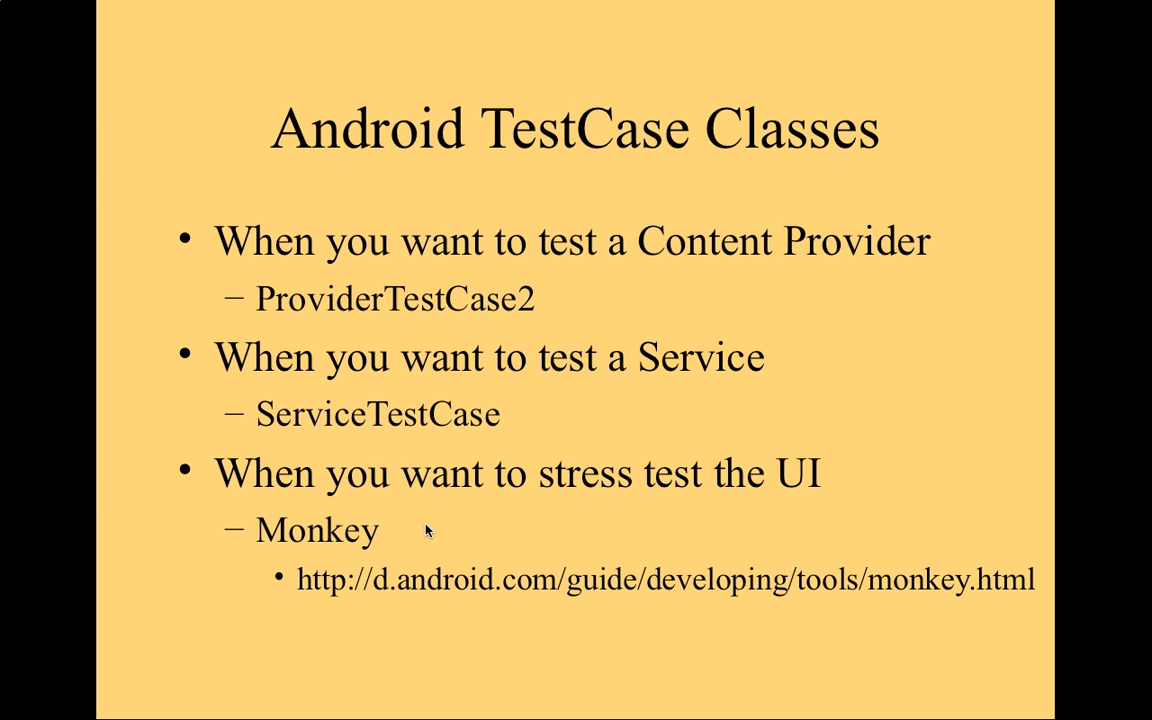 Android TestCase Classes
• When you want to test a Content Provider
– ProviderTestCase2
• When you want to test a Service
– ServiceTestCase
• When you want to stress test the UI
– Monkey
• http://d.android.com/guide/developing/tools/monkey.html